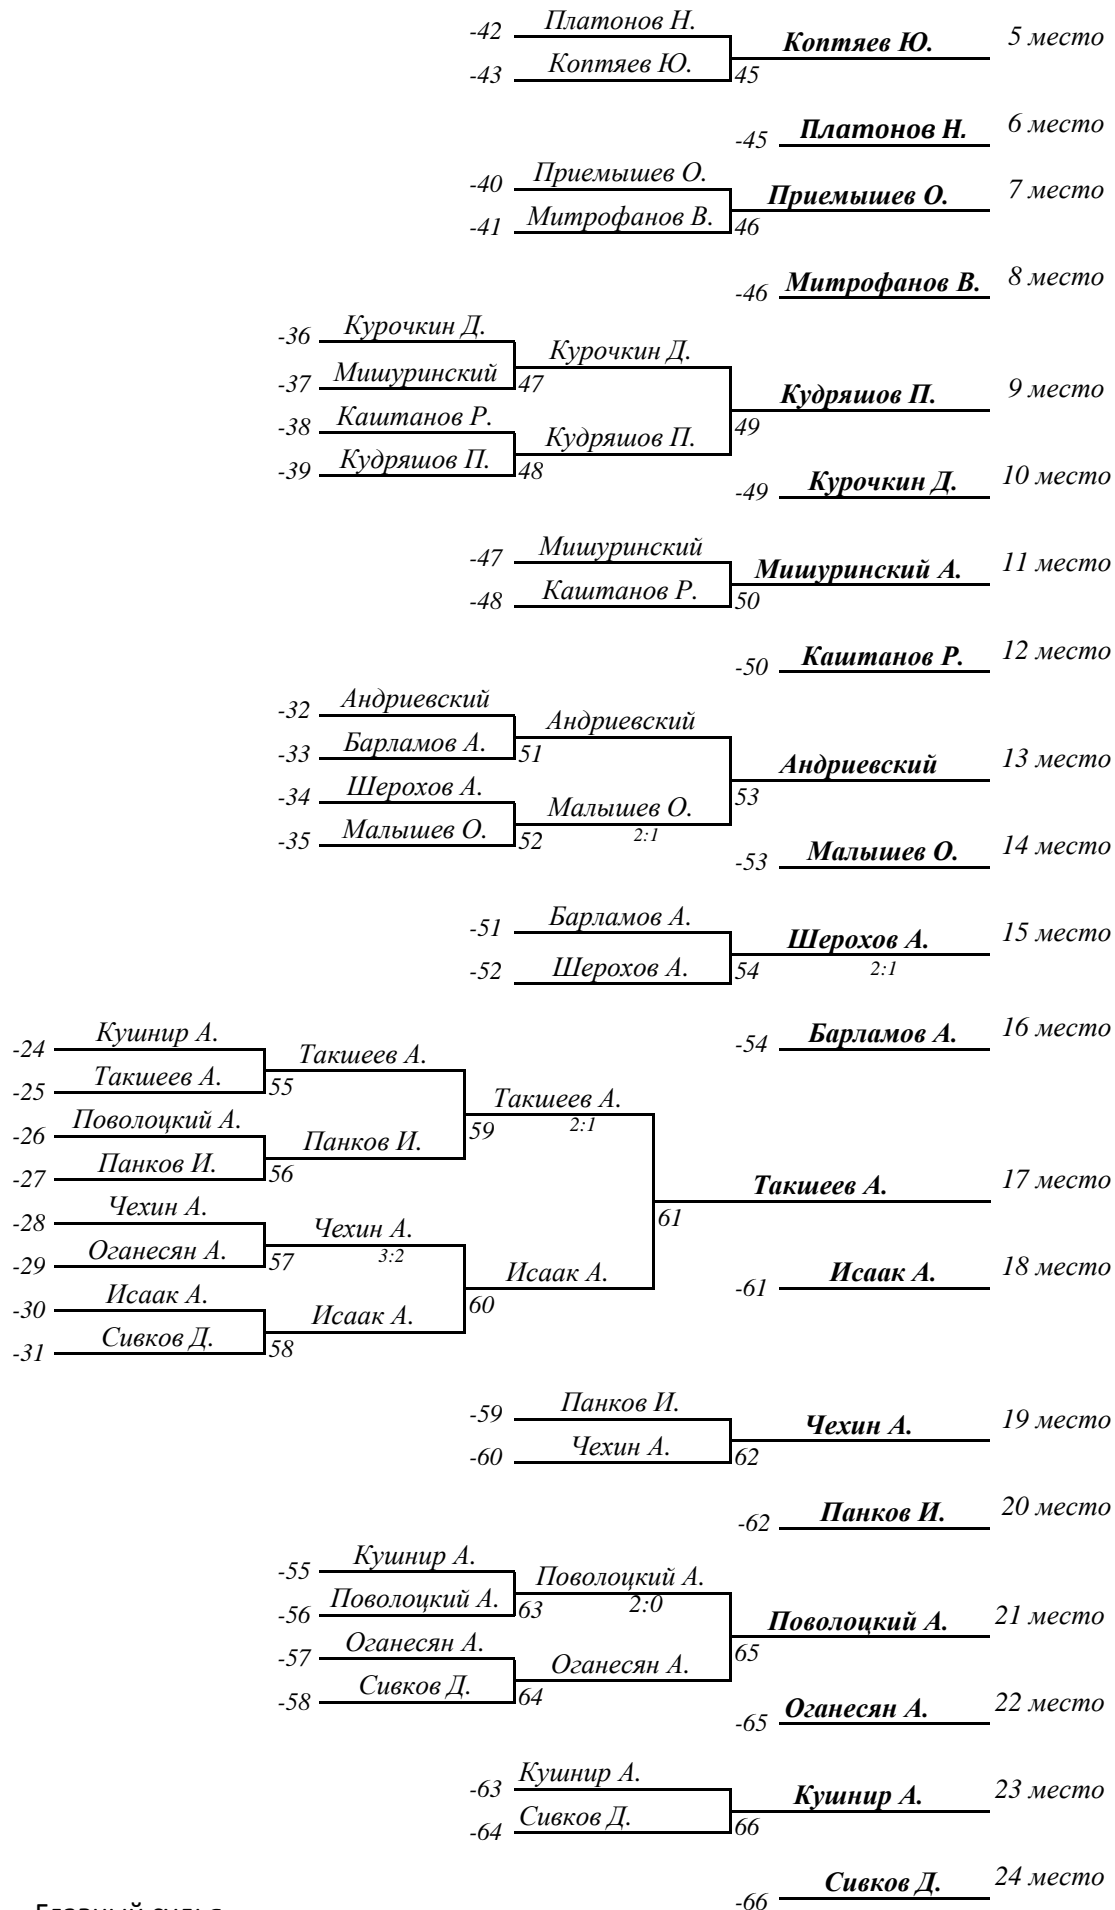 -42 Платонов Н.
Коптяев Ю. 5 место
-43 Коптяев Ю. 45
-45 Платонов Н. 6 место
-40 Приемышев О.
Приемышев О. 7 место
-41 Митрофанов В. 46
-46 Митрофанов В. 8 место
-36 Курочкин Д.
Курочкин Д.
-37 Мишуринский 47
Кудряшов П. 9 место
-38 Каштанов Р. 49
Кудряшов П.
-39 Кудряшов П. 48
-49 Курочкин Д. 10 место
-47 Мишуринский
Мишуринский А. 11 место
-48 Каштанов Р. 50
-50 Каштанов Р. 12 место
-32 Андриевский
Андриевский
-33 Барламов А. 51
Андриевский 13 место
-34 Шерохов А. 53
Малышев О.
-35 Малышев О. 52 2:1
-53 Малышев О. 14 место
-51 Барламов А.
Шерохов А. 15 место
-52 Шерохов А. 54 2:1
-54 Барламов А. 16 место
-24 Кушнир А.
Такшеев А.
-25 Такшеев А. 55
Такшеев А.
-26 Поволоцкий А. 59 2:1
Панков И.
-27 Панков И. 56
Такшеев А. 17 место
-28 Чехин А. 61
Чехин А.
-29 Оганесян А. 57 3:2
Исаак А.
-61 Исаак А. 18 место
-30 Исаак А. 60
Исаак А.
-31 Сивков Д. 58
-59 Панков И.
Чехин А. 19 место
-60 Чехин А. 62
-62 Панков И. 20 место
-55 Кушнир А.
Поволоцкий А.
-56 Поволоцкий А. 63 2:0
Поволоцкий А. 21 место
-57 Оганесян А. 65
Оганесян А.
-58 Сивков Д. 64
-65 Оганесян А. 22 место
-63 Кушнир А.
Кушнир А. 23 место
-64 Сивков Д. 66
-66 Сивков Д. 24 место